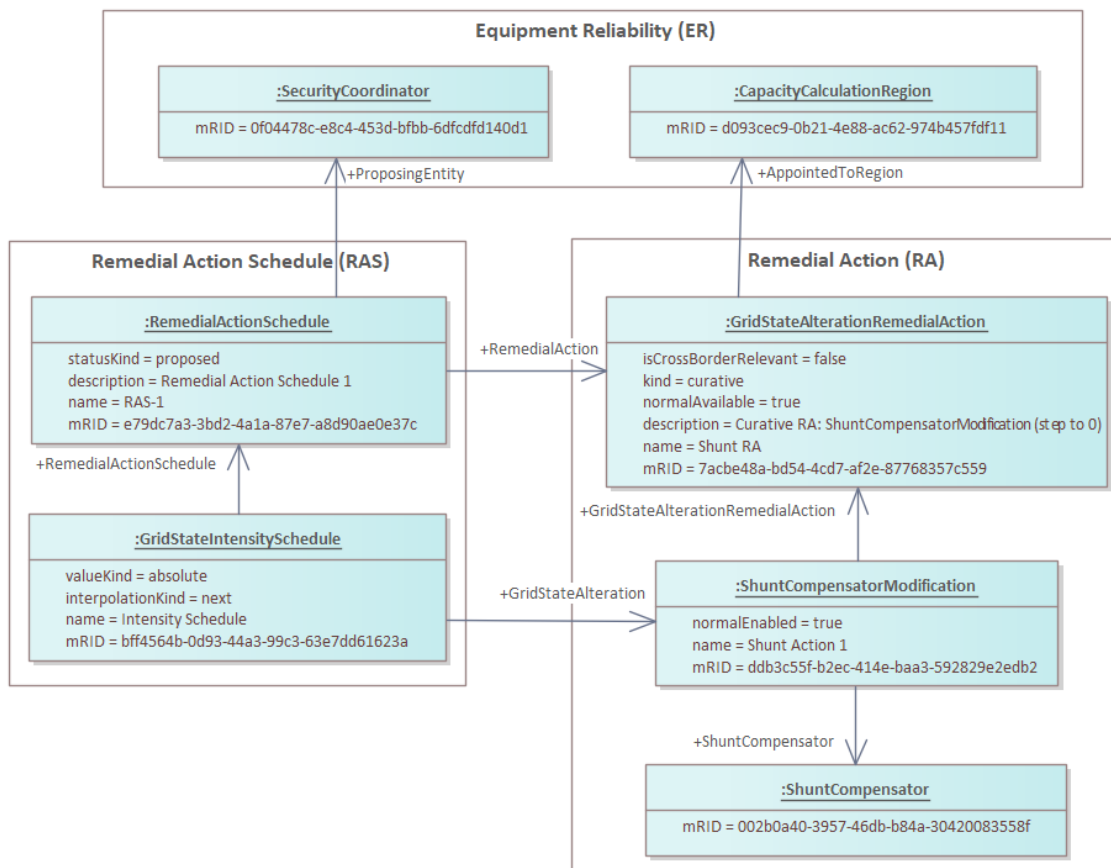 Equipment Reliability (ER)
:SecurityCoordinator
mRID = 0f04478c-e8c4-453d-bfbb-6dfcdfd140d1
:CapacityCalculationRegion
mRID = d093cec9-0b21-4e88-ac62-974b457fdf11
+ProposingEntity
+AppointedToRegion
Remedial Action Schedule (RAS)
:RemedialActionSchedule
statusKind = proposed
description = Remedial Action Schedule 1
name = RAS-1
mRID = e79dc7a3-3bd2-4a1a-87e7-a8d90ae0e37c
+RemedialAction
+RemedialActionSchedule
:GridStateIntensitySchedule
valueKind = absolute
interpolationKind = next
name = Intensity Schedule
mRID = bff4564b-0d93-44a3-99c3-63e7dd61623a
+GridStateAlteration
Remedial Action (RA)
:GridStateAlterationRemedialAction
isCrossBorderRelevant = false
kind = curative
normalAvailable = true
description = Curative RA: ShuntCompensatorModification (step to 0)
name = Shunt RA
mRID = 7acbe48a-bd54-4cd7-af2e-87768357c559
+GridStateAlterationRemedialAction
:ShuntCompensatorModification
normalEnabled = true
name = Shunt Action 1
mRID = ddb3c55f-b2ec-414e-baa3-592829e2edb2
+ShuntCompensator
:ShuntCompensator
mRID = 002b0a40-3957-46db-b84a-30420083558f